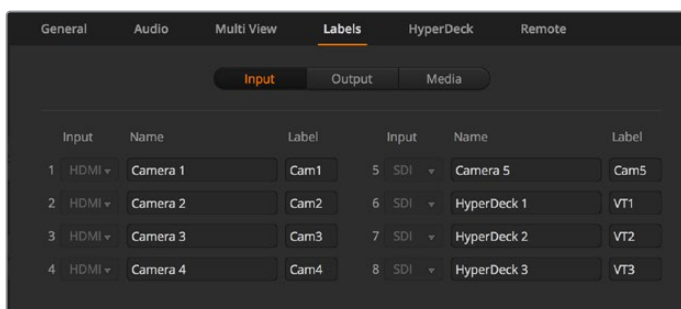 General Audio Multi View Labels HyperDeck Remote
Input Output Media
Input Name Label Input Name Label
1 HDMI Camera 1 Cam1 5 SDI Camera 5 Cam5
2 HDMI Camera 2 Cam2 6 SDI HyperDeck 1 VT1
3 HDMI Camera 3 Cam3 7 SDI HyperDeck 2 VT2
4 HDMI Camera 4 Cam4 8 SDI HyperDeck 3 VT3